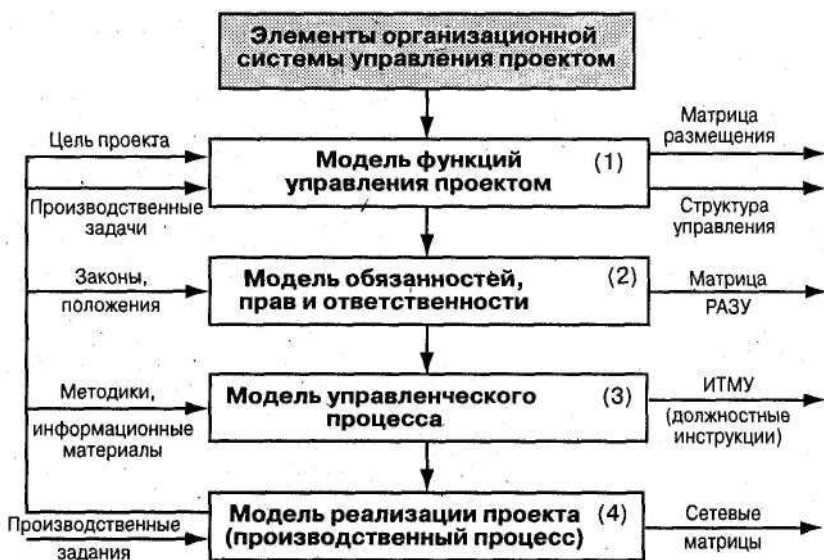 Элементы организационной
системы управления проектом
Цель проекта
Производственные
задачи
Модель функций
управления проектом
(1)
Матрица
размещения
Структура
управления
Законы,
положения
Модель обязанностей,
прав и ответственности
(2)
Матрица
РАЗУ
Методики,
информационные
материалы
Модель управленческого
процесса
(3)
ИТМУ
(должностные
инструкции)
Производственные
задания
Модель реализации проекта
(производственный процесс)
(4)
Сетевые
матрицы